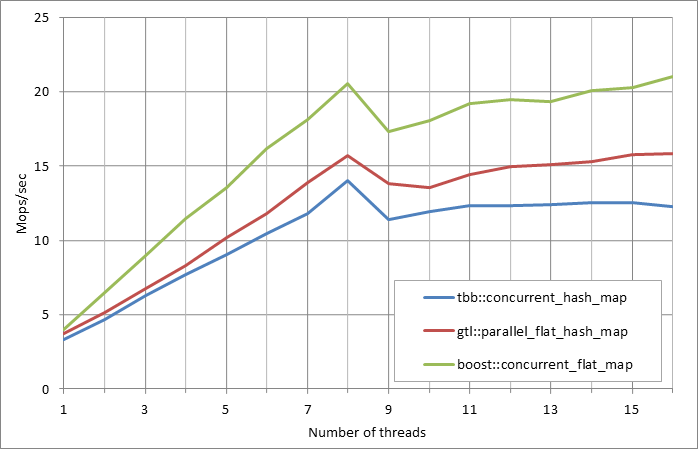 25
20
15
10
5
0
Mops/sec
tbb::concurrent_hash_map
gtl::parallel_flat_hash_map
boost::concurrent_flat_map
1 3 5 7 9 11 13 15
Number of threads